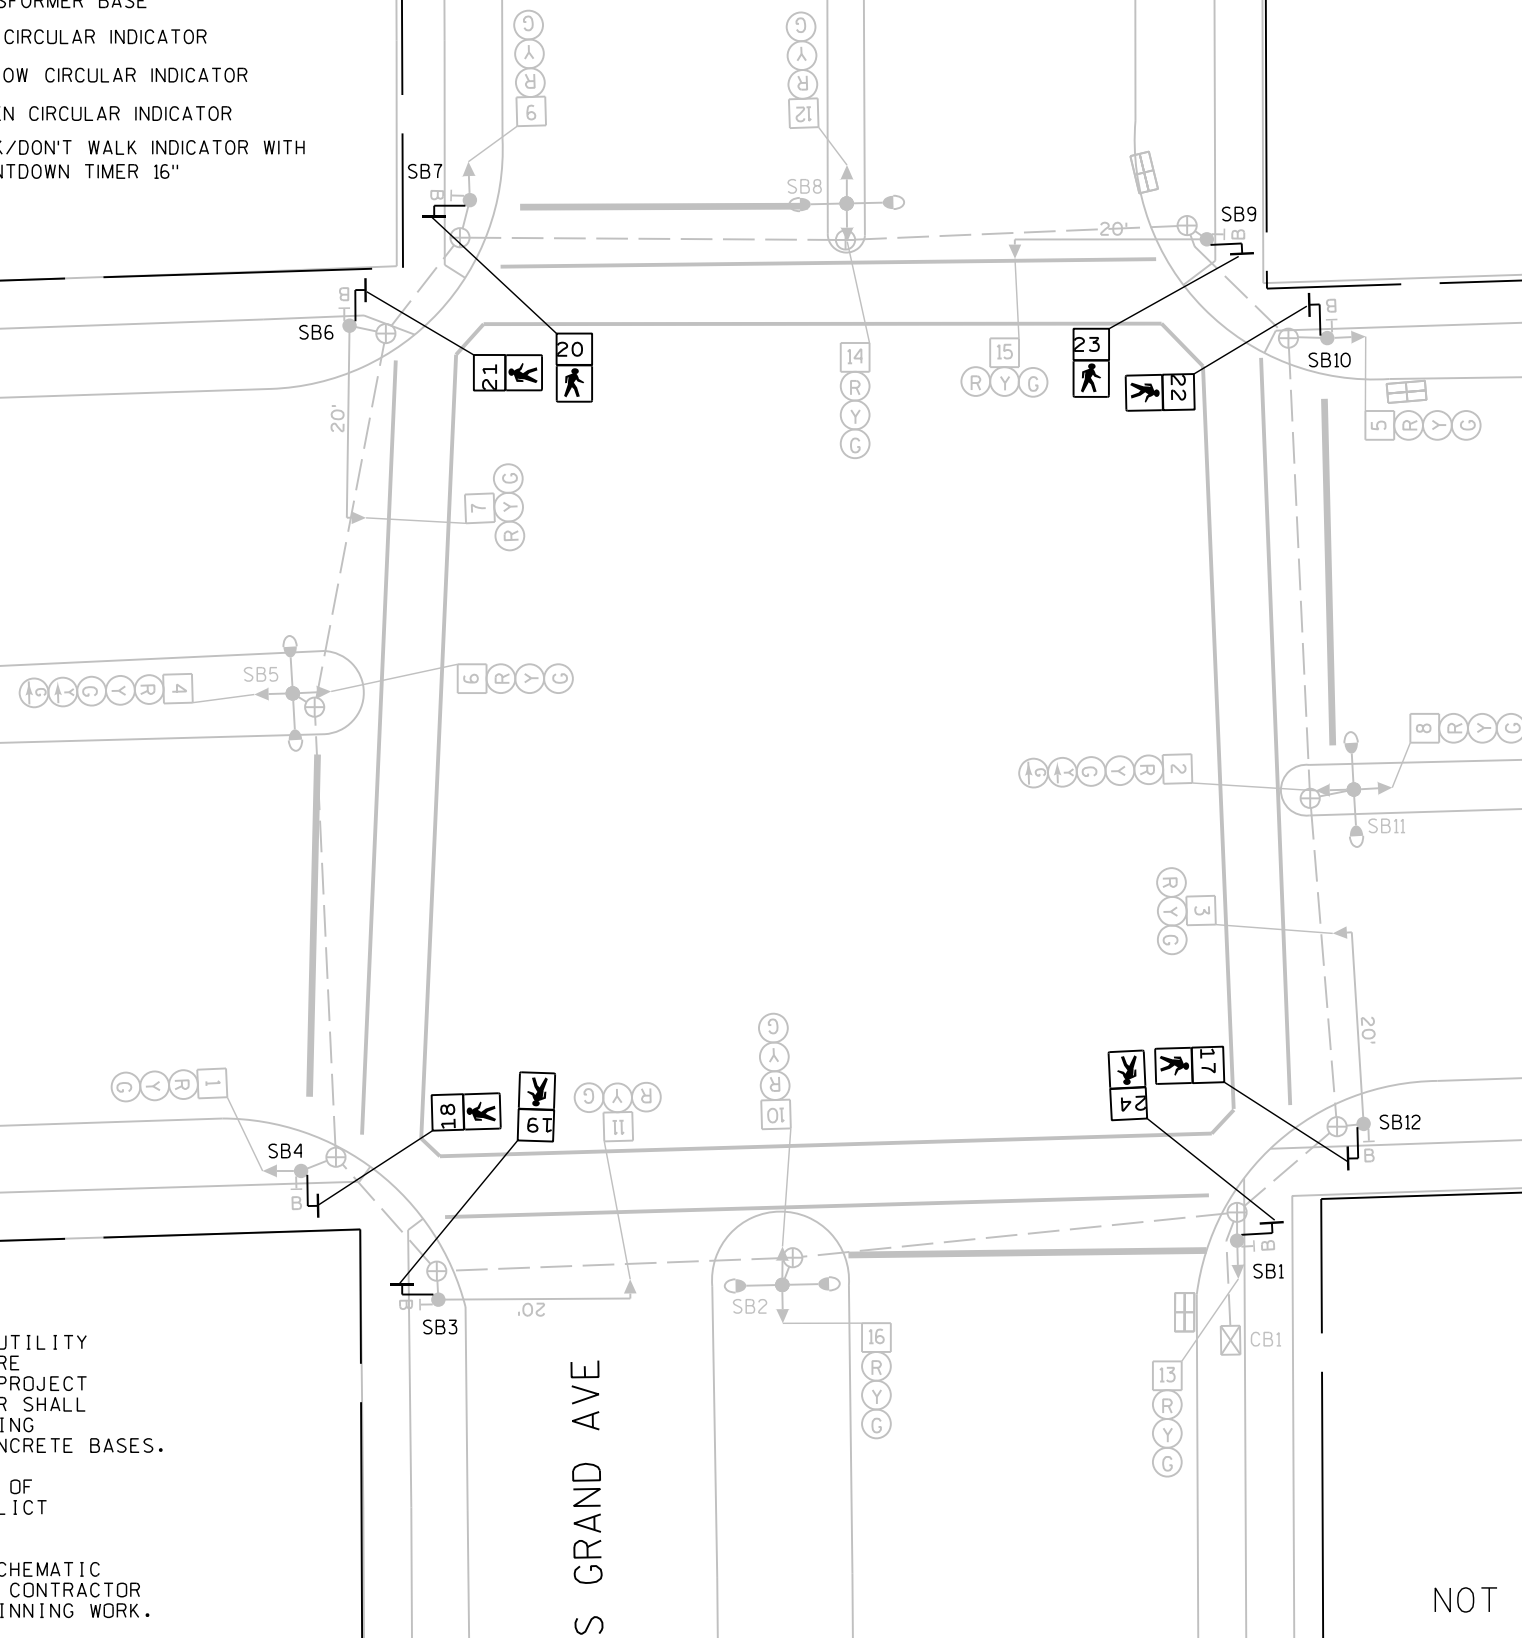 SFORMER BASE
CIRCULAR INDICATOR
OW CIRCULAR INDICATOR
EN CIRCULAR INDICATOR
K/DON'T WALK INDICATOR WITH
NTDOWN TIMER 16"
G
Y
R
9
G
Y
R
12
SB7
B
SB8
SB9
20'
B
B
SB6
B
SB10
21
20
14
R
Y
G
15
R Y G
23
22
5 R Y G
20'
7
G
Y
R
SB5
G Y G Y R 4
6 R Y G
8 R Y G
G Y G Y R 2
SB11
R
Y
G
3
20'
G
Y
R
10
G Y R 1
18
19
G Y R
11
24
17
SB4
B
SB12
B
SB3
B
20'
SB2
SB1
B
CB1
16
R
Y
G
13
R
Y
G
UTILITY
RE
PROJECT
R SHALL
ING
NCRETE BASES.
OF
LICT
CHEMATIC
CONTRACTOR
INNING WORK.
S GRAND AVE
NOT